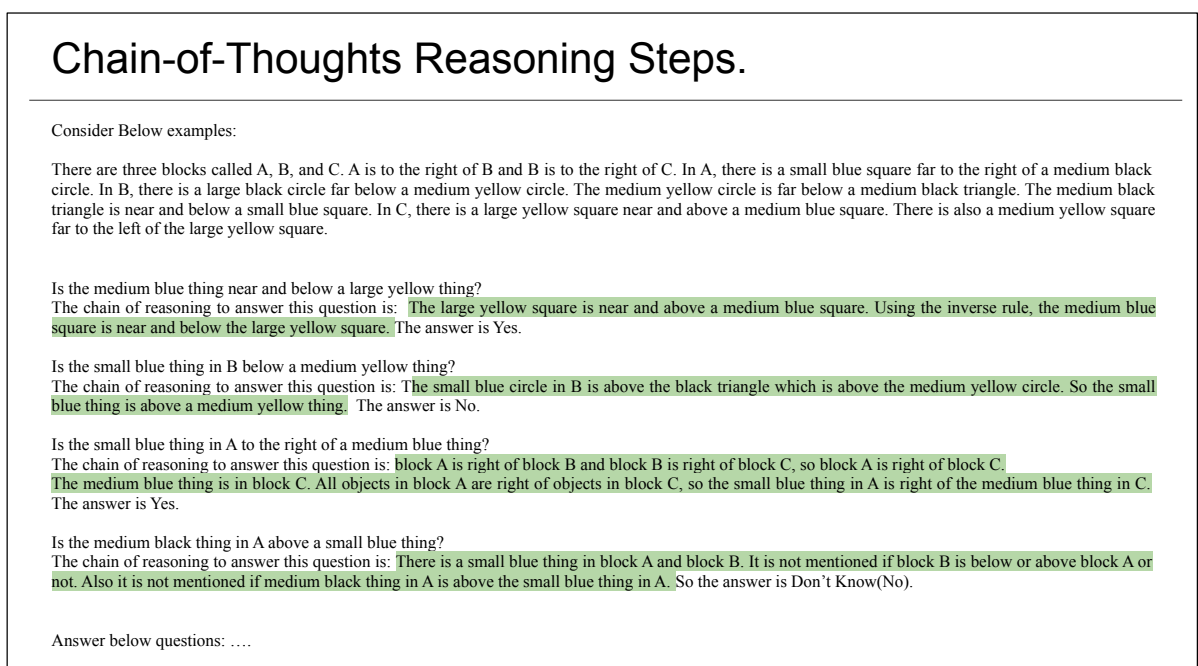 Chain-of-Thoughts Reasoning Steps.
Consider Below examples:
There are three blocks called A, B, and C. A is to the right of B and B is to the right of C. In A, there is a small blue square far to the right of a medium black
circle. In B, there is a large black circle far below a medium yellow circle. The medium yellow circle is far below a medium black triangle. The medium black
triangle is near and below a small blue square. In C, there is a large yellow square near and above a medium blue square. There is also a medium yellow square
far to the left of the large yellow square.
Is the medium blue thing near and below a large yellow thing?
The chain of reasoning to answer this question is: The large yellow square is near and above a medium blue square. Using the inverse rule, the medium blue
square is near and below the large yellow square. The answer is Yes.
Is the small blue thing in B below a medium yellow thing?
The chain of reasoning to answer this question is: The small blue circle in B is above the black triangle which is above the medium yellow circle. So the small
blue thing is above a medium yellow thing. The answer is No.
Is the small blue thing in A to the right of a medium blue thing?
The chain of reasoning to answer this question is: block A is right of block B and block B is right of block C, so block A is right of block C.
The medium blue thing is in block C. All objects in block A are right of objects in block C, so the small blue thing in A is right of the medium blue thing in C.
The answer is Yes.
Is the medium black thing in A above a small blue thing?
The chain of reasoning to answer this question is: There is a small blue thing in block A and block B. It is not mentioned if block B is below or above block A or
not. Also it is not mentioned if medium black thing in A is above the small blue thing in A. So the answer is Don’t Know(No).
Answer below questions: ….